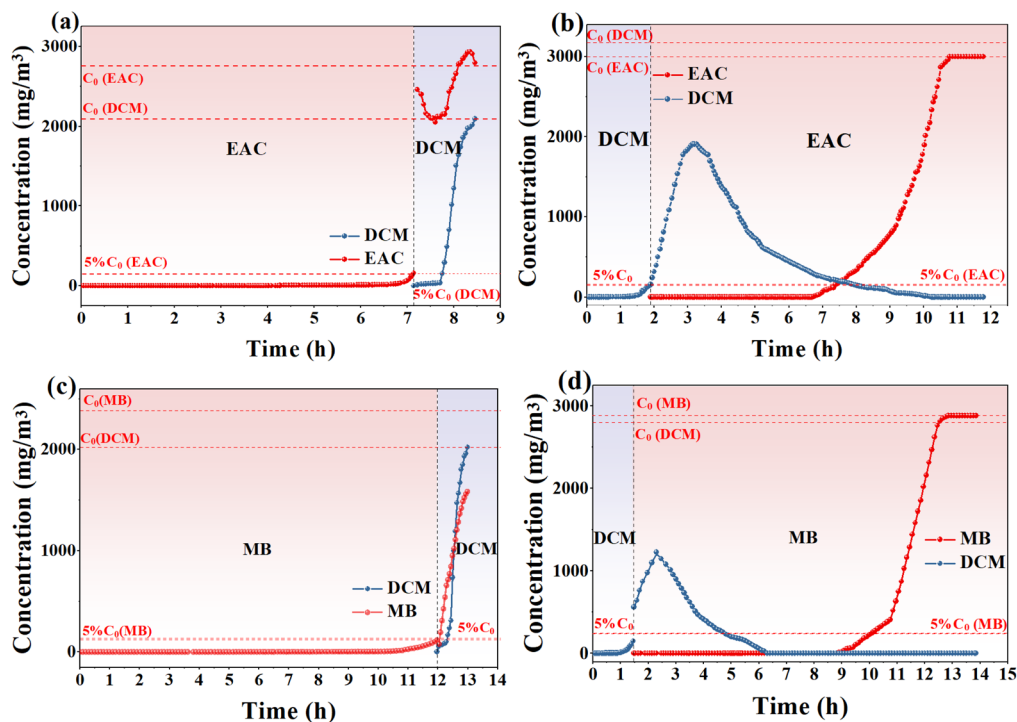 (a)
Concentration (mg/m³)
3000
2000
1000
0
C₀ (EAC)
C₀ (DCM)
EAC
DCM
DCM
EAC
5%C₀ (EAC)
5%C₀ (DCM)
0 1 2 3 4 5 6 7 8 9
Time (h)
(b)
Concentration (mg/m³)
3000
2000
1000
0
C₀ (DCM)
C₀ (EAC)
EAC
DCM
DCM
EAC
5%C₀
5%C₀ (EAC)
0 1 2 3 4 5 6 7 8 9 10 11 12
Time (h)
(c)
Concentration (mg/m³)
2000
1000
0
C₀(MB)
C₀(DCM)
MB
DCM
DCM
MB
5%C₀(MB)
5%C₀
0 1 2 3 4 5 6 7 8 9 10 11 12 13 14
Time (h)
(d)
Concentration (mg/m³)
3000
2400
1800
1200
600
0
C₀ (MB)
C₀ (DCM)
DCM
MB
MB
DCM
5%C₀
5%C₀ (MB)
0 1 2 3 4 5 6 7 8 9 10 11 12 13 14 15
Time (h)